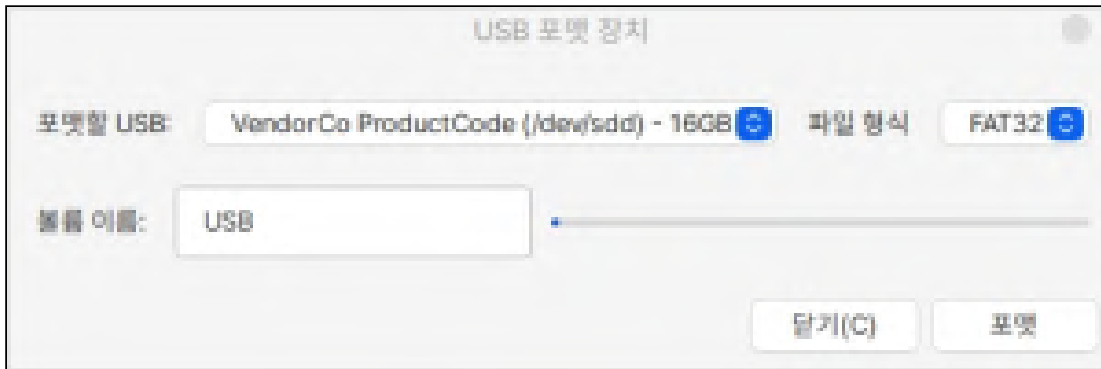 USB 포맷 장치
포맷할 USB: VendorCo ProductCode (/dev/sdd) - 16GB 파일 형식 FAT32
볼륨 이름: USB
닫기(C) 포맷